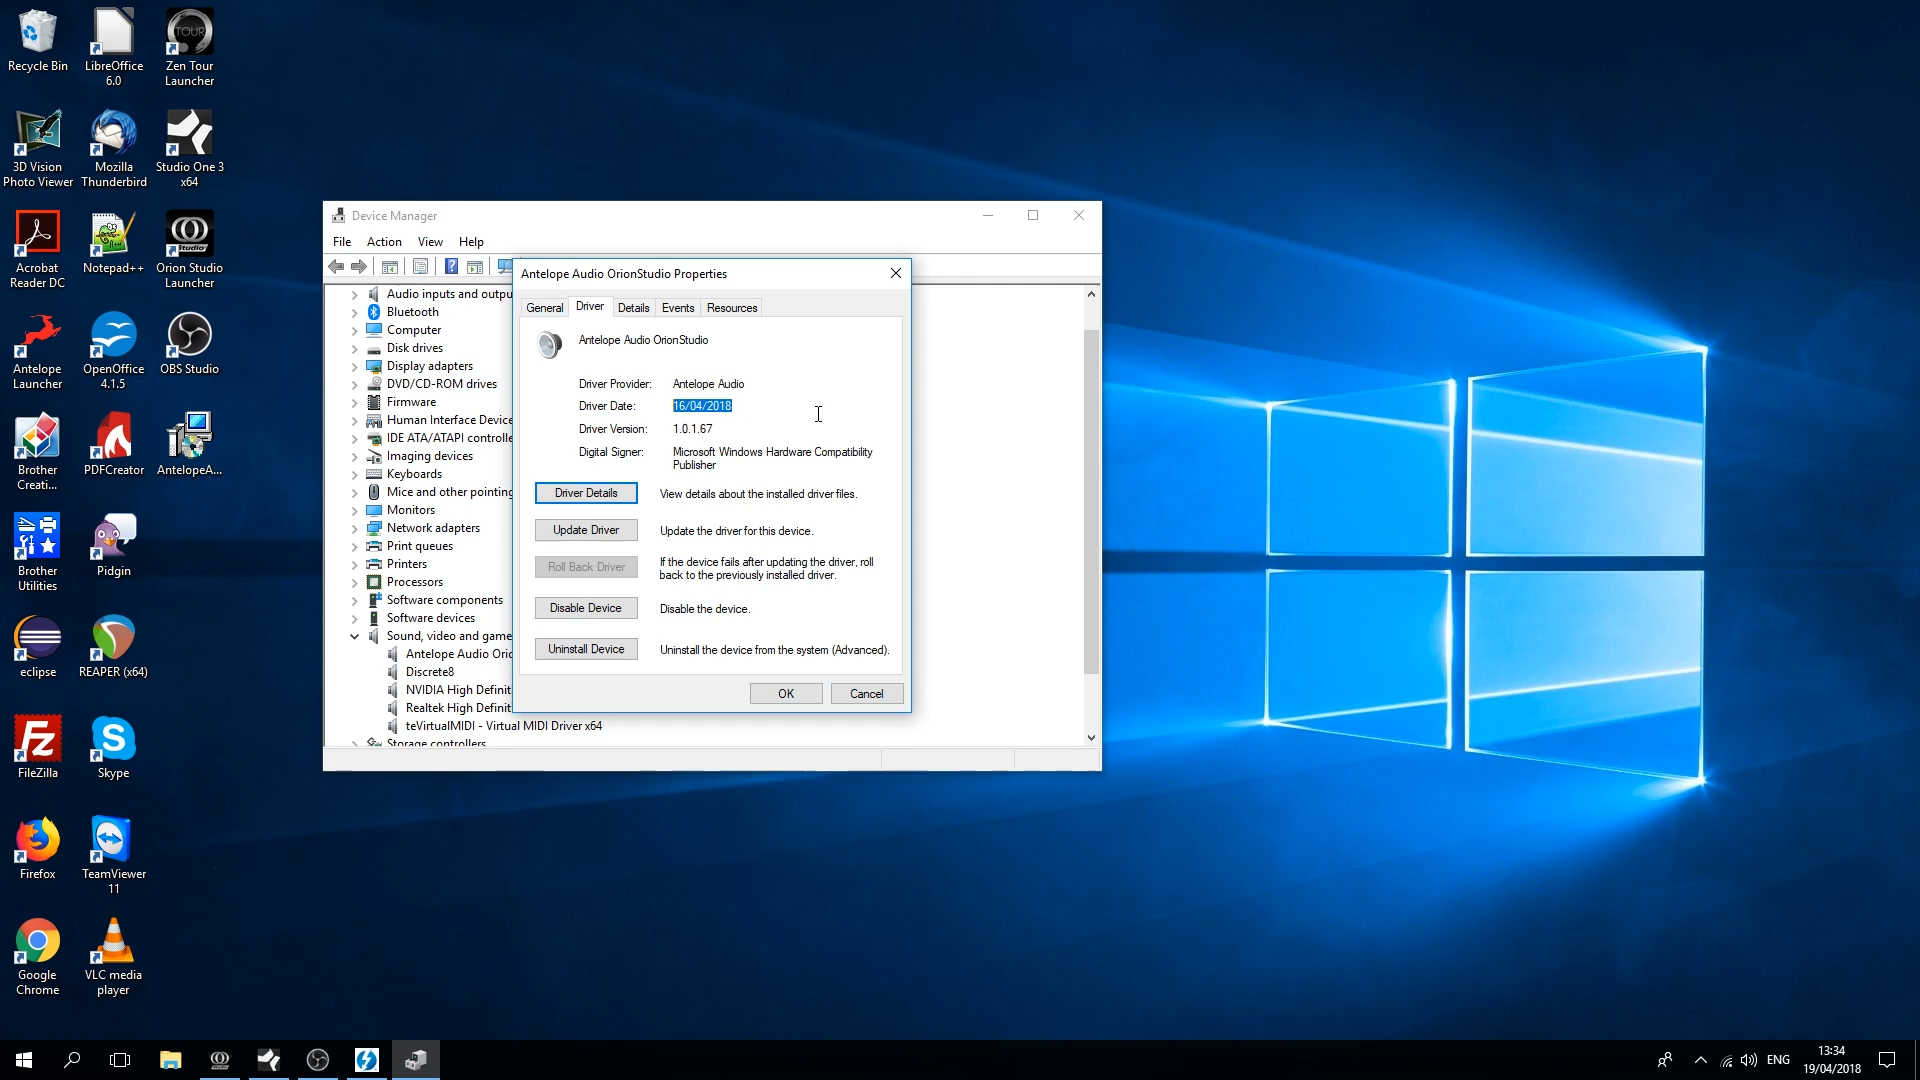 Recycle Bin
LibreOffice
6.0
Zen Tour
Launcher
TOUR
3D Vision
Photo Viewer
Mozilla
Thunderbird
Studio One 3
x64
Acrobat
Reader DC
Notepad++
Orion Studio
Launcher
Studio
Antelope
Launcher
OpenOffice
4.1.5
OBS Studio
Brother
Creati...
PDFCreator
AntelopeA...
Brother
Utilities
Pidgin
eclipse
REAPER (x64)
FileZilla
Skype
Firefox
TeamViewer
11
Google
Chrome
VLC media
player
Device Manager
File Action View Help
Audio inputs and outpu
Bluetooth
Computer
Disk drives
Display adapters
DVD/CD-ROM drives
Firmware
Human Interface Device
IDE ATA/ATAPI controlle
Imaging devices
Keyboards
Mice and other pointing
Monitors
Network adapters
Print queues
Printers
Processors
Software components
Software devices
Sound, video and game
Antelope Audio Orio
Discrete8
NVIDIA High Definit
Realtek High Definit
teVirtualMIDI - Virtual MIDI Driver x64
Storage controllers
Antelope Audio OrionStudio Properties
General Driver Details Events Resources
Antelope Audio OrionStudio
Driver Provider: Antelope Audio
Driver Date: 16/04/2018
Driver Version: 1.0.1.67
Digital Signer: Microsoft Windows Hardware Compatibility
Publisher
Driver Details View details about the installed driver files.
Update Driver Update the driver for this device.
Roll Back Driver If the device fails after updating the driver, roll
back to the previously installed driver.
Disable Device Disable the device.
Uninstall Device Uninstall the device from the system (Advanced).
OK Cancel
ENG
13:34
19/04/2018